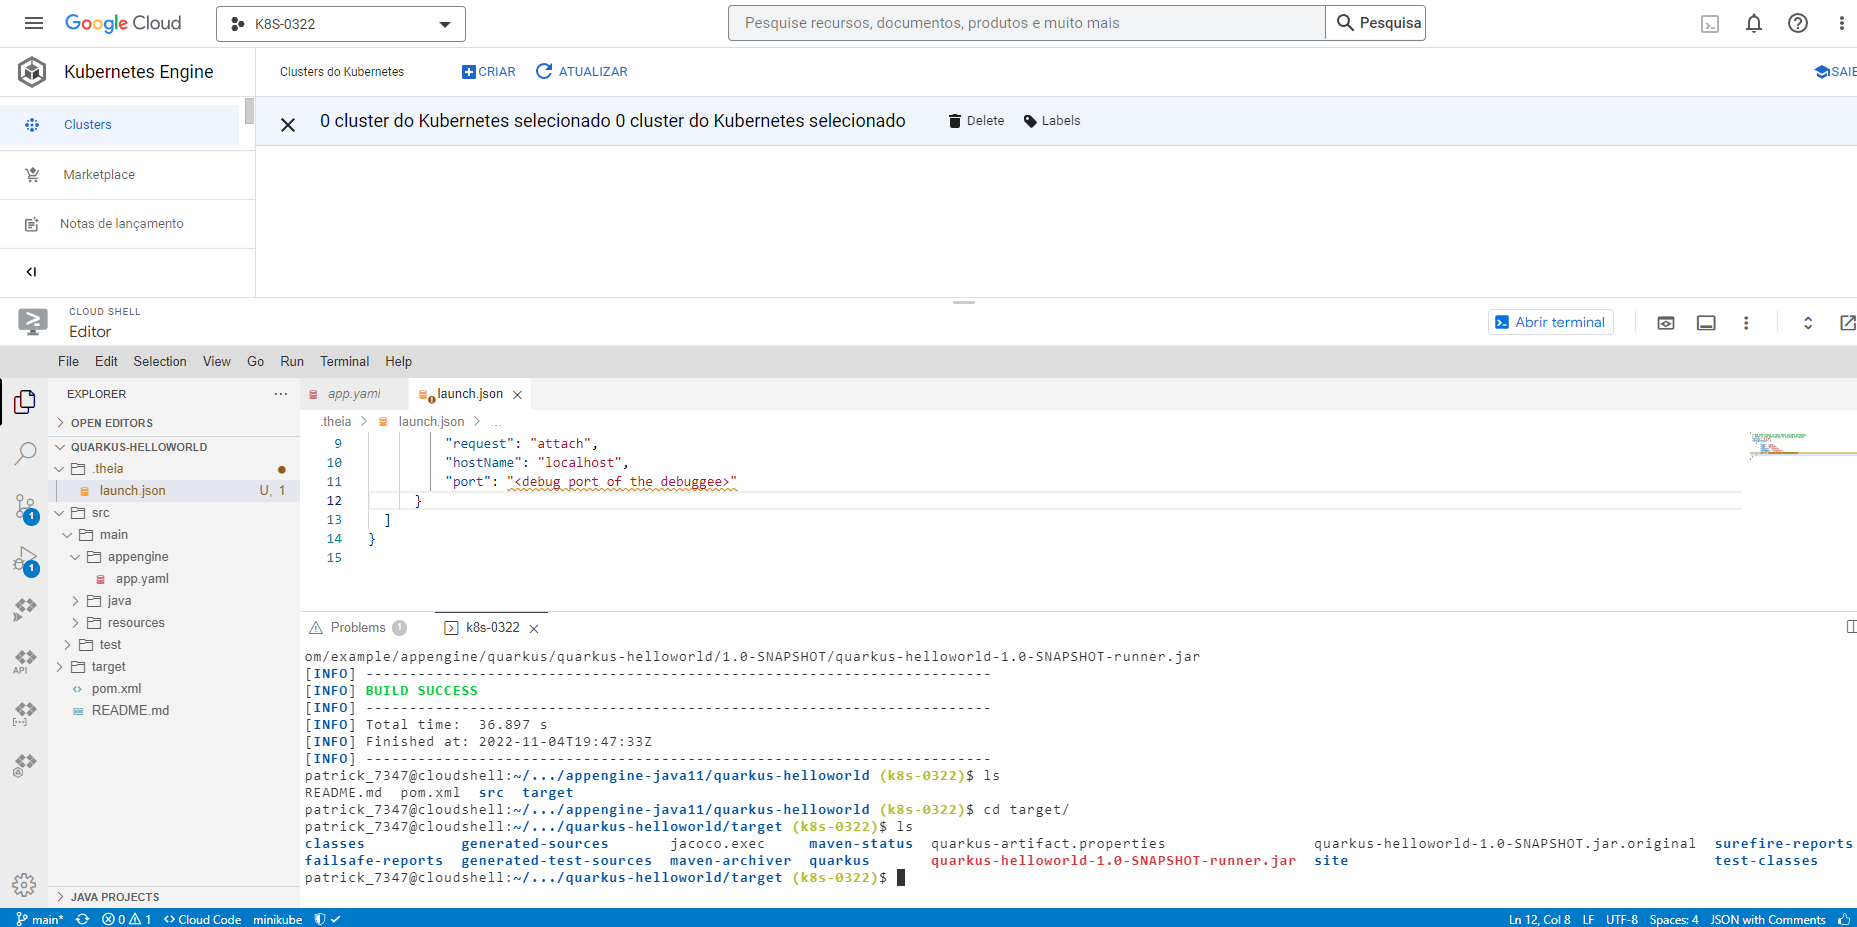 Google Cloud
K8S-0322
Pesquise recursos, documentos, produtos e muito mais
Pesquisa
Kubernetes Engine
Clusters do Kubernetes
CRIAR
ATUALIZAR
SAIE
Clusters
0 cluster do Kubernetes selecionado 0 cluster do Kubernetes selecionado
Delete
Labels
Marketplace
Notas de lançamento
CLOUD SHELL
Editor
Abrir terminal
File Edit Selection View Go Run Terminal Help
EXPLORER
app.yaml
launch.json
OPEN EDITORS
.theia > launch.json > ...
QUARKUS-HELLOWORLD
.theia
launch.json U, 1
src
main
appengine
app.yaml
java
resources
test
target
pom.xml
README.md
JAVA PROJECTS
1
1
API
9 "request": "attach",
10 "hostName": "localhost",
11 "port": "<debug port of the debuggee>"
12 }
13 ]
14 }
15
Problems 1
k8s-0322
om/example/appengine/quarkus/quarkus-helloworld/1.0-SNAPSHOT/quarkus-helloworld-1.0-SNAPSHOT-runner.jar
[INFO] ------------------------------------------------------------------------
[INFO] BUILD SUCCESS
[INFO] ------------------------------------------------------------------------
[INFO] Total time:  36.897 s
[INFO] Finished at: 2022-11-04T19:47:33Z
[INFO] ------------------------------------------------------------------------
patrick_7347@cloudshell:~/.../appengine-java11/quarkus-helloworld (k8s-0322)$ ls
README.md  pom.xml  src  target
patrick_7347@cloudshell:~/.../appengine-java11/quarkus-helloworld (k8s-0322)$ cd target/
patrick_7347@cloudshell:~/.../quarkus-helloworld/target (k8s-0322)$ ls
classes generated-sources jacoco.exec maven-status quarkus-artifact.properties quarkus-helloworld-1.0-SNAPSHOT.jar.original surefire-reports
failsafe-reports generated-test-sources maven-archiver quarkus quarkus-helloworld-1.0-SNAPSHOT-runner.jar site test-classes
patrick_7347@cloudshell:~/.../quarkus-helloworld/target (k8s-0322)$
main* 0 1 <> Cloud Code minikube
Ln 12, Col 8 LF UTF-8 Spaces: 4 JSON with Comments